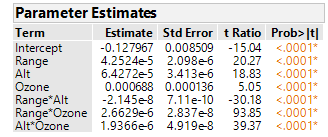 Parameter Estimates
Term Estimate Std Error t Ratio Prob>|t|
Intercept -0.127967 0.008509 -15.04 <.0001*
Range 4.2524e-5 2.098e-6 20.27 <.0001*
Alt 6.4272e-5 3.413e-6 18.83 <.0001*
Ozone 0.000688 0.000136 5.05 <.0001*
Range*Alt -2.145e-8 7.11e-10 -30.18 <.0001*
Range*Ozone 2.6629e-6 2.837e-8 93.85 <.0001*
Alt*Ozone 1.9366e-6 4.919e-8 39.37 <.0001*